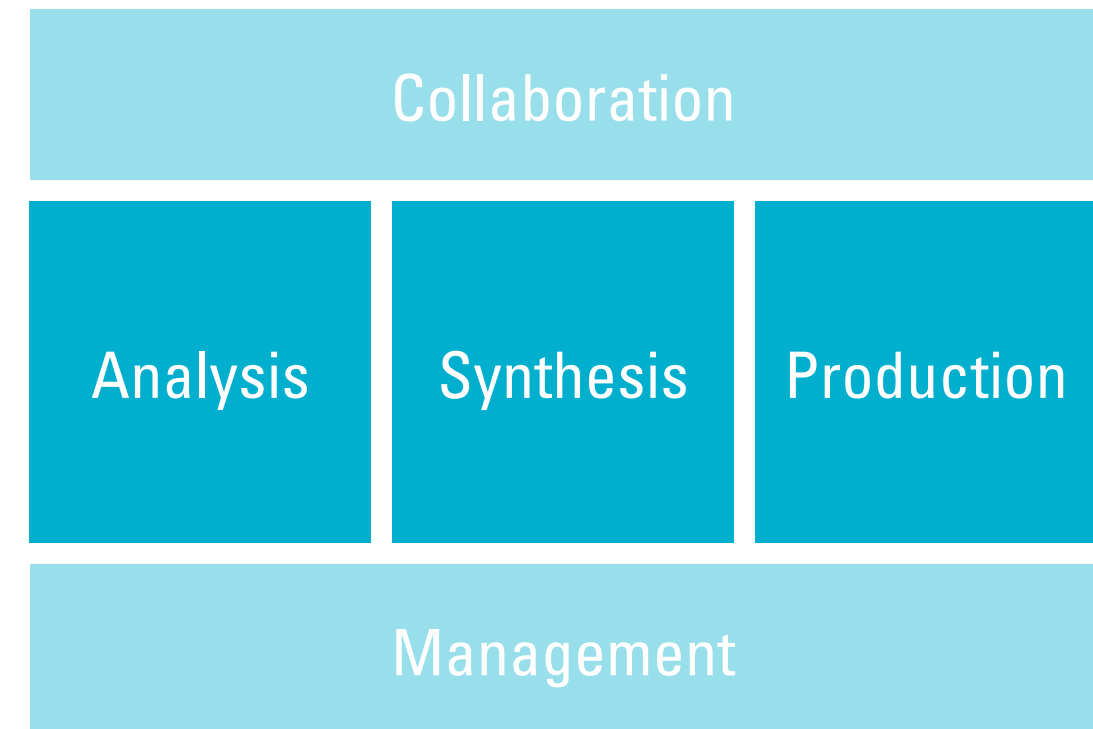 Collaboration
Analysis
Synthesis
Production
Management